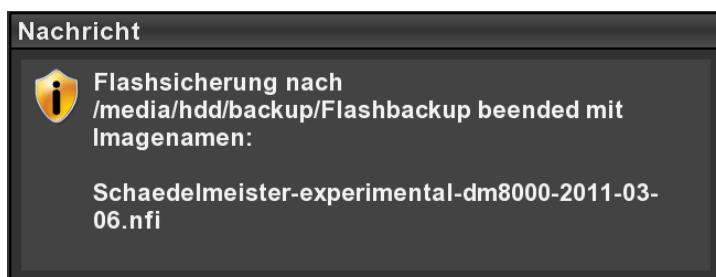 Nachricht
Flashsicherung nach
/media/hdd/backup/Flashbackup beended mit
Imagenamen:
Schaedelmeister-experimental-dm8000-2011-03-
06.nfi